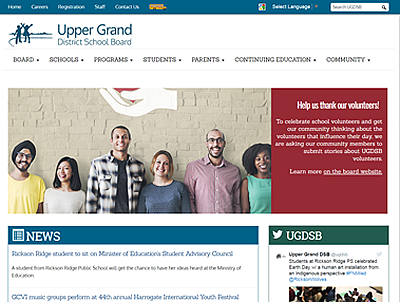 Home Careers Registration Staff Contact Us
Select Language
Search UGDSB
Upper Grand
District School Board
BOARD SCHOOLS PROGRAMS STUDENTS PARENTS CONTINUING EDUCATION COMMUNITY
Help us thank our volunteers!
To celebrate school volunteers and get
our community thinking about the
volunteers that influence their day, we
are asking our community members to
submit stories about UGDSB
volunteers.
Learn more on the board website.
NEWS
Rickson Ridge student to sit on Minister of Education's Student Advisory Council
A student from Rickson Ridge Public School will get the chance to have her ideas heard at the Ministry of
Education.
GCVI music groups perform at 44th annual Harrogate International Youth Festival
UGDSB
Upper Grand DSB @ugdsb
Students at Rickson Ridge PS celebrated
Earth Day w/ a human art installation from
an Indigenous perspective #FNMIed
@RicksonWolves